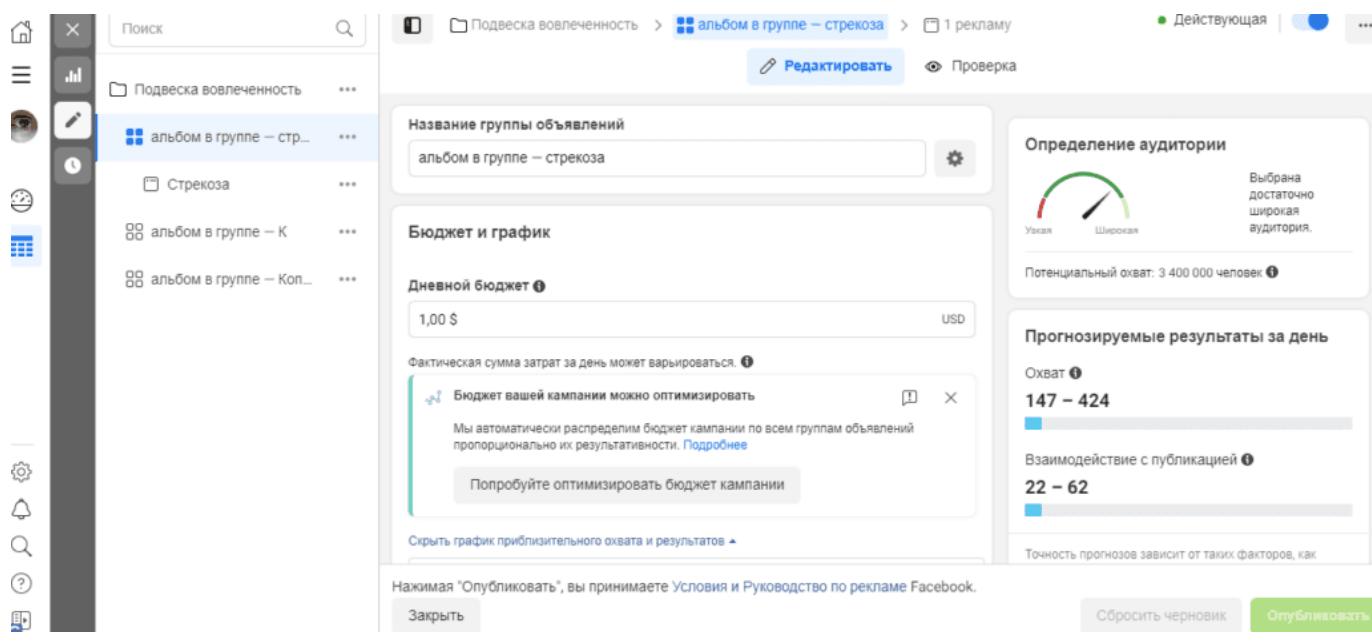 Поиск
Подвеска вовлеченность
альбом в группе — стр...
Стрекоза
альбом в группе — К
альбом в группе — Коп...
Подвеска вовлеченность > альбом в группе — стрекоза > 1 рекламу
Действующая
Редактировать
Проверка
Название группы объявлений
альбом в группе — стрекоза
Бюджет и график
Дневной бюджет
1,00 $ USD
Фактическая сумма затрат за день может варьироваться.
Бюджет вашей кампании можно оптимизировать
Мы автоматически распределим бюджет кампании по всем группам объявлений
пропорционально их результативности. Подробнее
Попробуйте оптимизировать бюджет кампании
Скрыть график приблизительного охвата и результатов
Определение аудитории
Узкая
Широкая
Выбрана
достаточно
широкая
аудитория.
Потенциальный охват: 3 400 000 человек
Прогнозируемые результаты за день
Охват
147 – 424
Взаимодействие с публикацией
22 – 62
Точность прогнозов зависит от таких факторов, как
Нажимая "Опубликовать", вы принимаете Условия и Руководство по рекламе Facebook.
Закрыть
Сбросить черновик
Опубликовать